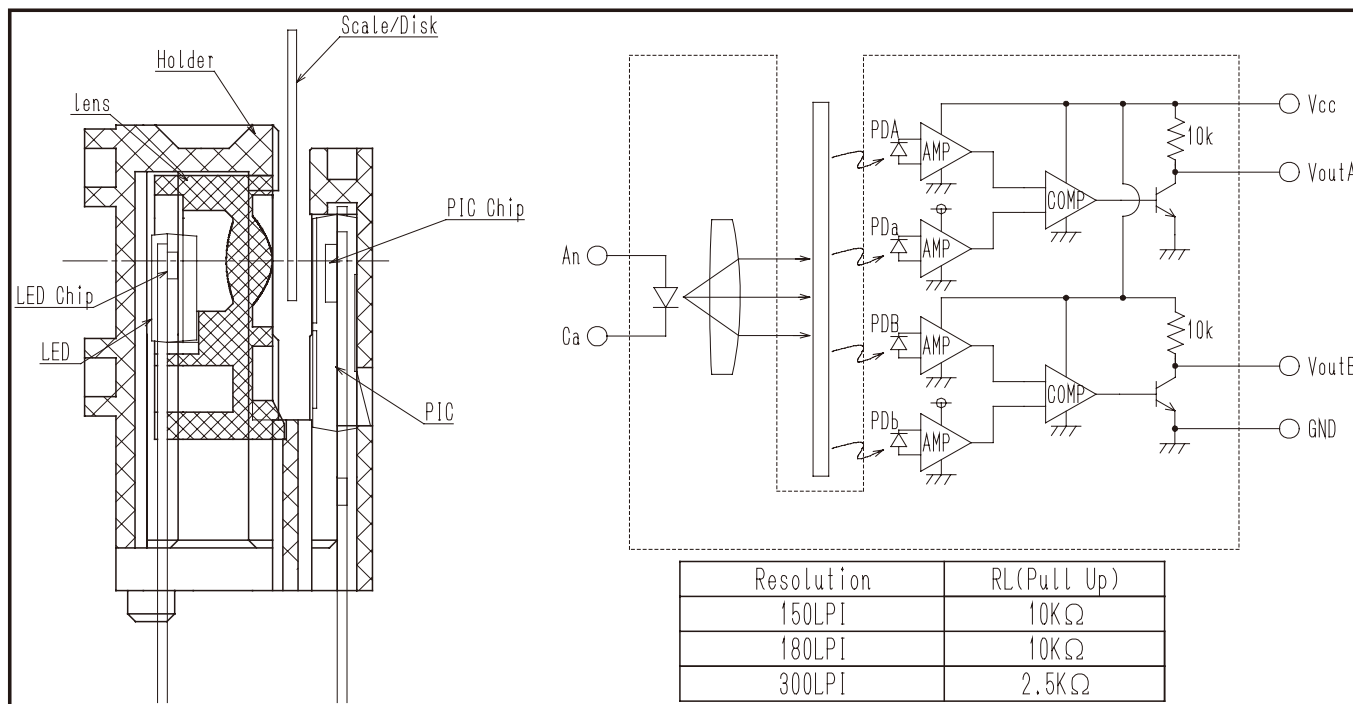 Scale/Disk
Holder
lens
PIC Chip
LED Chip
LED
PIC
An
Ca
PDA
AMP
PDa
AMP
COMP
10k
Vcc
VoutA
PDB
AMP
PDb
AMP
COMP
10k
VoutB
GND
Resolution RL(Pull Up)
150LPI 10KΩ
180LPI 10KΩ
300LPI 2.5KΩ